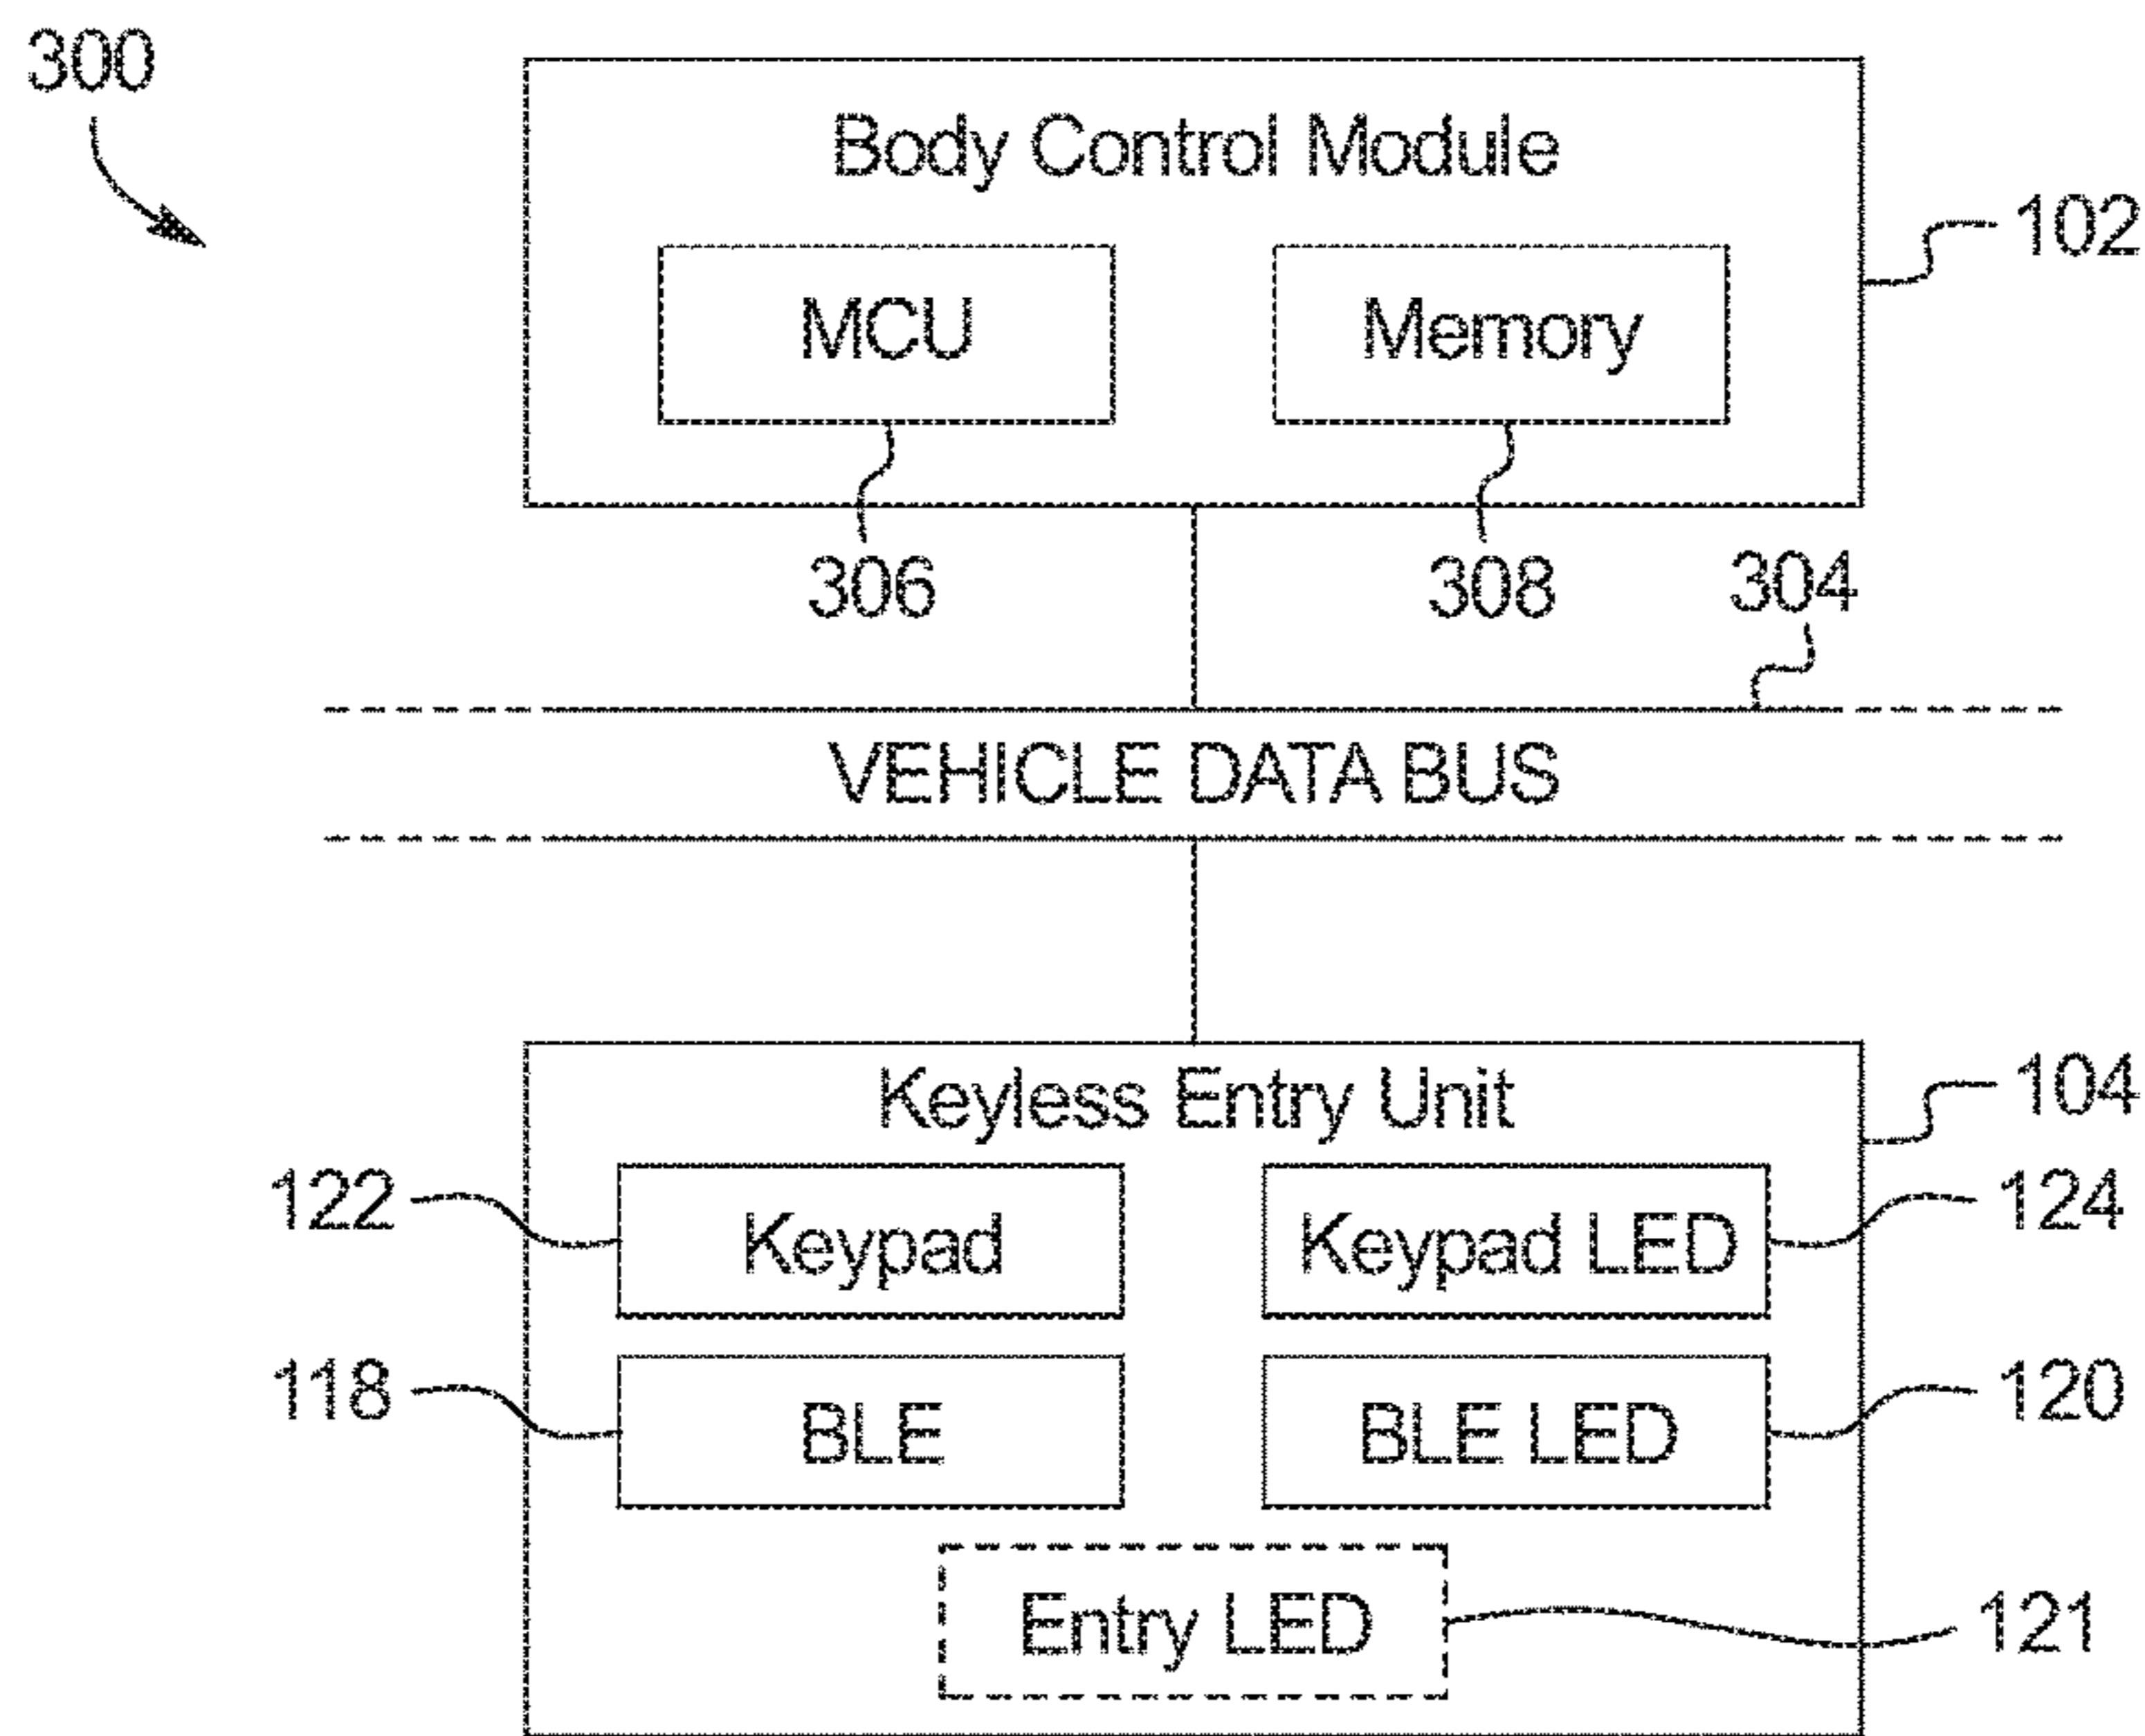 300
Body Control Module
102
MCU
Memory
306
308
304
VEHICLE DATA BUS
Keyless Entry Unit
104
122
Keypad
Keypad LED
124
118
BLE
BLE LED
120
Entry LED
121